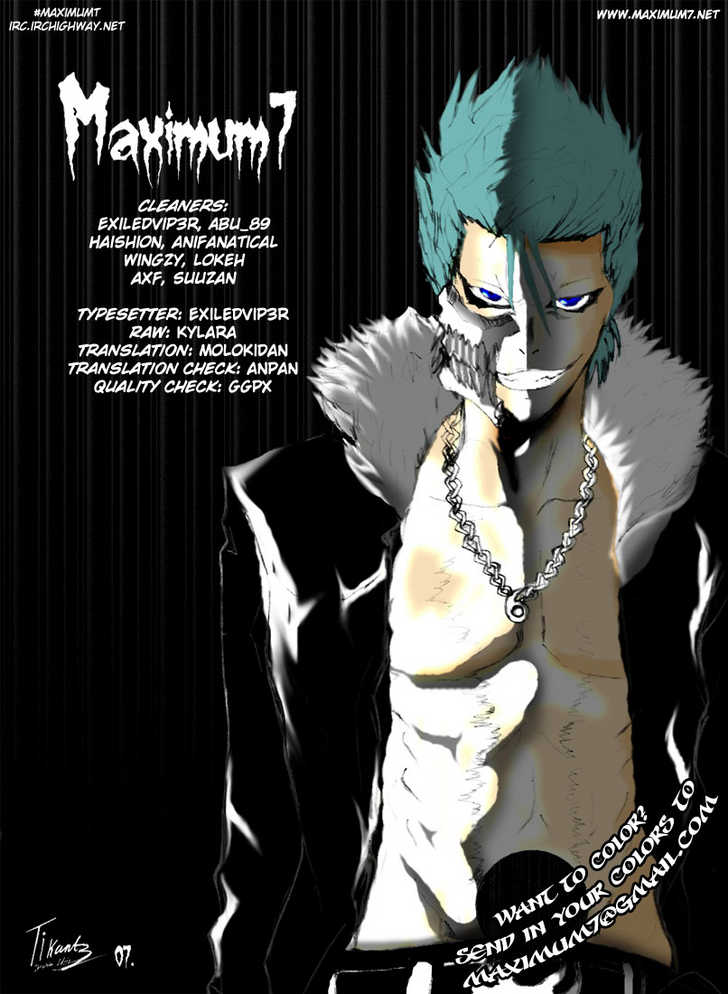 #MAXIMUMT
IRC.IRCHIGHWAY.NET
WWW.MAXIMUM7.NET
Maximum7
CLEANERS:
EXILEDVIP3R, ABU_89
HAISHION, ANIFANATICAL
WINGZY, LOKEH
AXF, SUUZAN
TYPESETTER: EXILEDVIP3R
RAW: KYLARA
TRANSLATION: MOLOKIDAN
TRANSLATION CHECK: ANPAN
QUALITY CHECK: GGPX
WANT TO COLOR?
SEND IN YOUR COLORS TO
MAXIMUM7@GMAIL.COM
07.